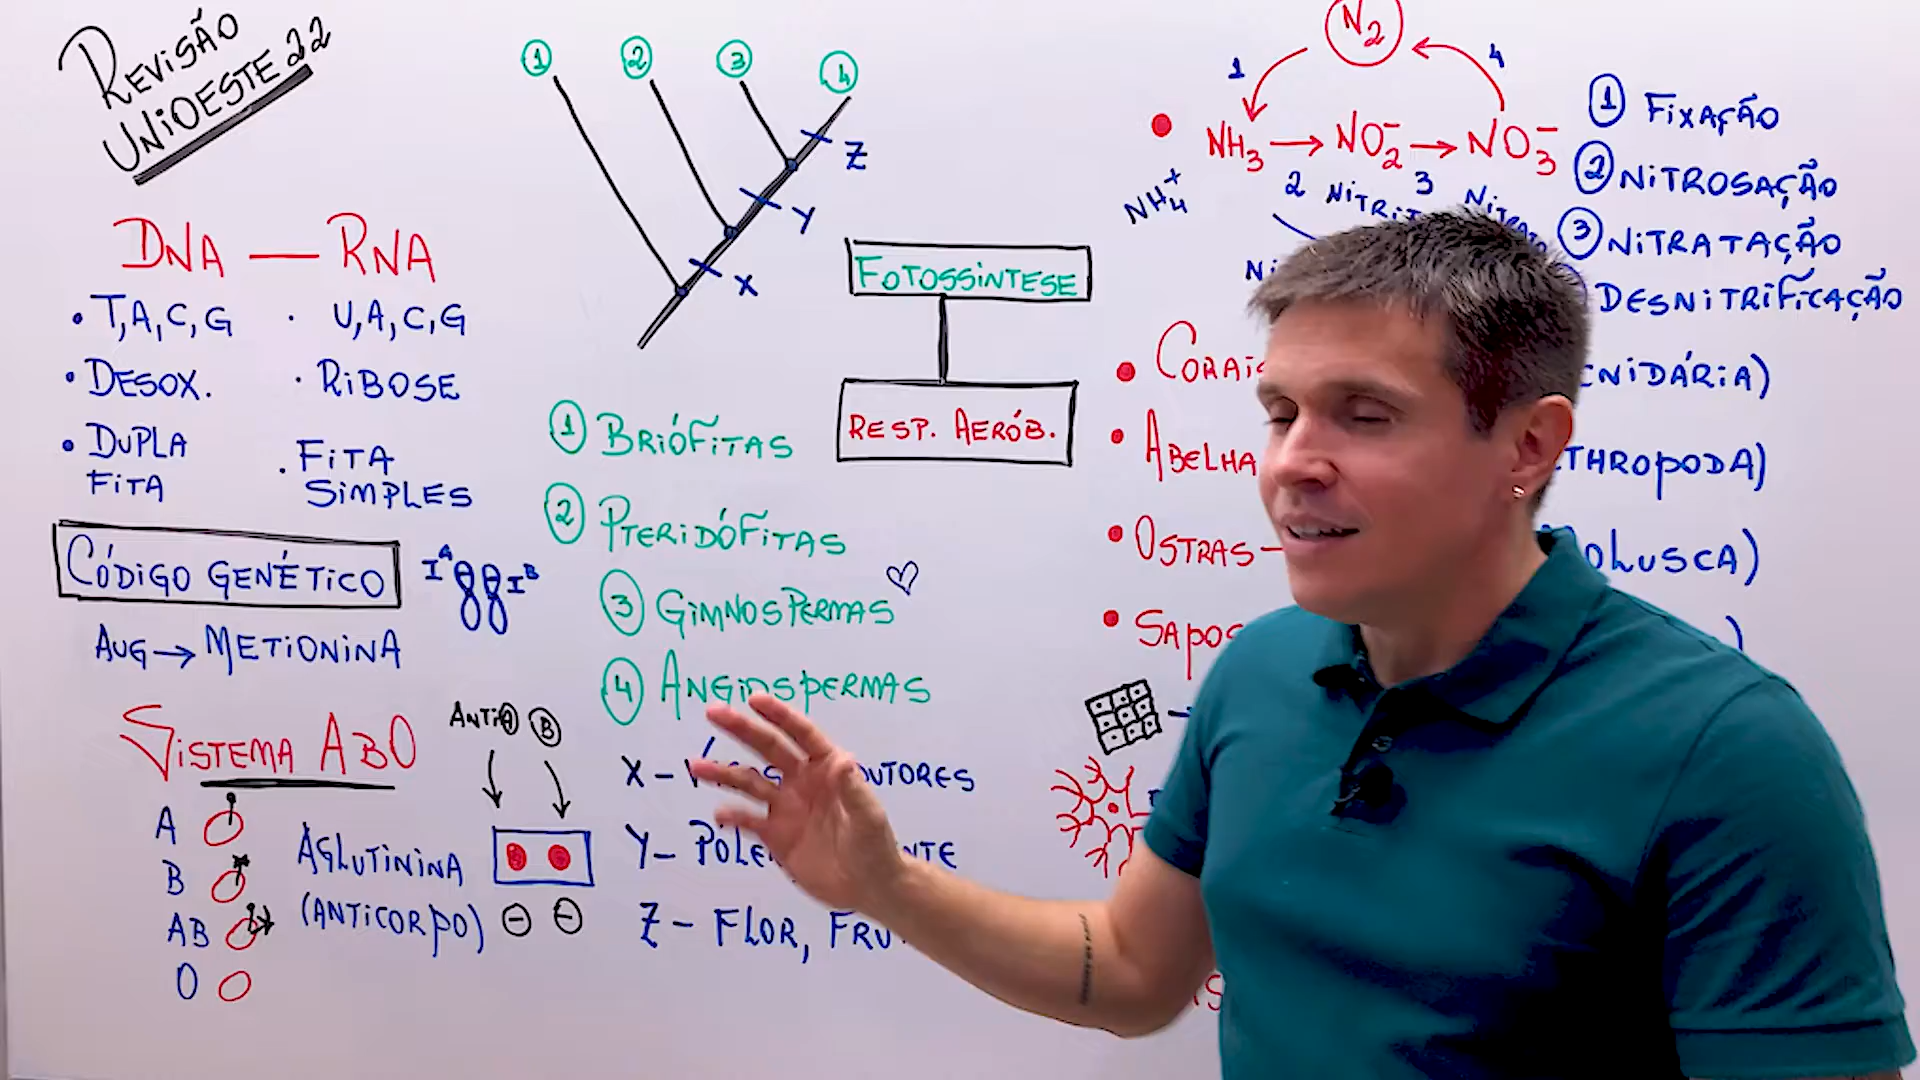 REVISÃO
UNIOESTE 22
DNA — RNA
• T, A, C, G
· U, A, C, G
• DESOX.
· RIBOSE
• DUPLA
FITA
· FITA
SIMPLES
CÓDIGO GENÉTICO
AUG → METIONINA
I^A I^B
SISTEMA ABO
A
B
AB
O
AGLUTININA
(ANTICORPO)
ANTI A B
− −
1 2 3 4
Z
Y
X
1 BRIÓFITAS
2 PTERIDÓFITAS
3 GIMNOSPERMAS
4 ANGIOSPERMAS
X –
Y –
Z – FLOR,
FOTOSSÍNTESE
RESP. AERÓB.
N2
1 4
NH3 → NO2⁻ → NO3⁻
NH4⁺
2 3
1 FIXAÇÃO
2 NITROSAÇÃO
3 NITRATAÇÃO
DESNITRIFICAÇÃO
• CORAIS
• ABELHA
• OSTRAS –
• SAPOS